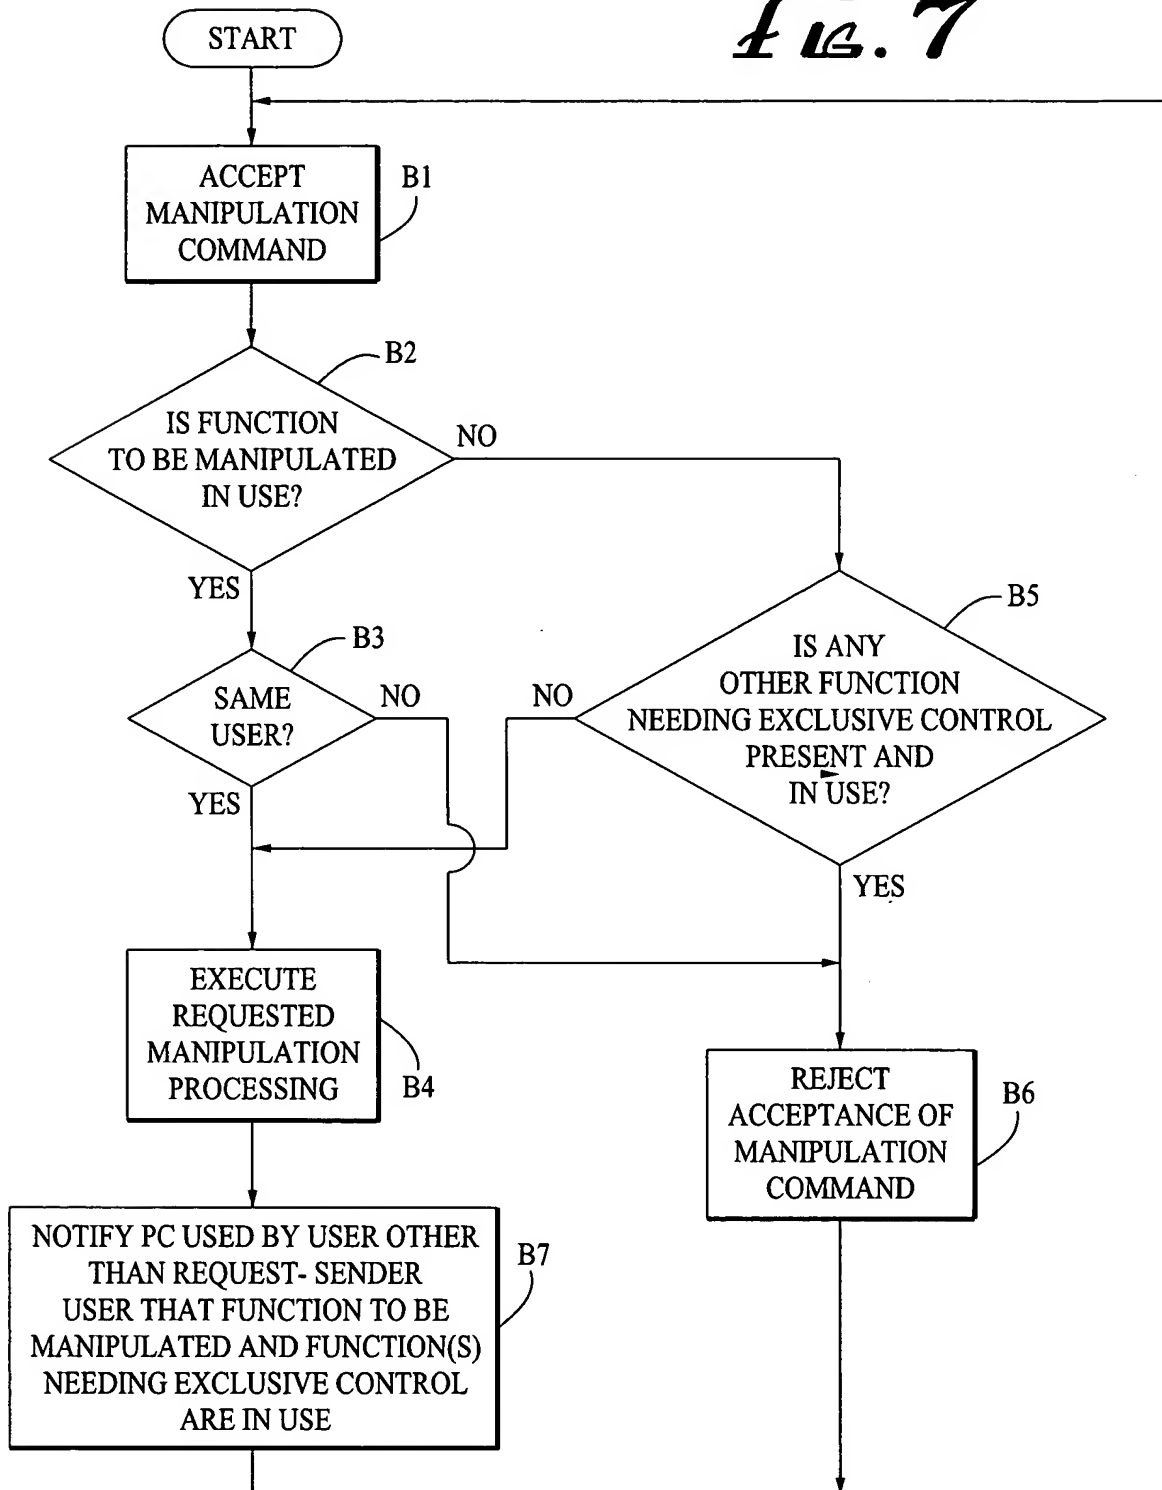 FIG. 7
START
ACCEPT
MANIPULATION
COMMAND
B1
B2
IS FUNCTION
TO BE MANIPULATED
IN USE?
NO
YES
B3
SAME
USER?
NO
YES
B5
IS ANY
OTHER FUNCTION
NEEDING EXCLUSIVE CONTROL
PRESENT AND
IN USE?
NO
YES
EXECUTE
REQUESTED
MANIPULATION
PROCESSING
B4
REJECT
ACCEPTANCE OF
MANIPULATION
COMMAND
B6
NOTIFY PC USED BY USER OTHER
THAN REQUEST- SENDER
USER THAT FUNCTION TO BE
MANIPULATED AND FUNCTION(S)
NEEDING EXCLUSIVE CONTROL
ARE IN USE
B7